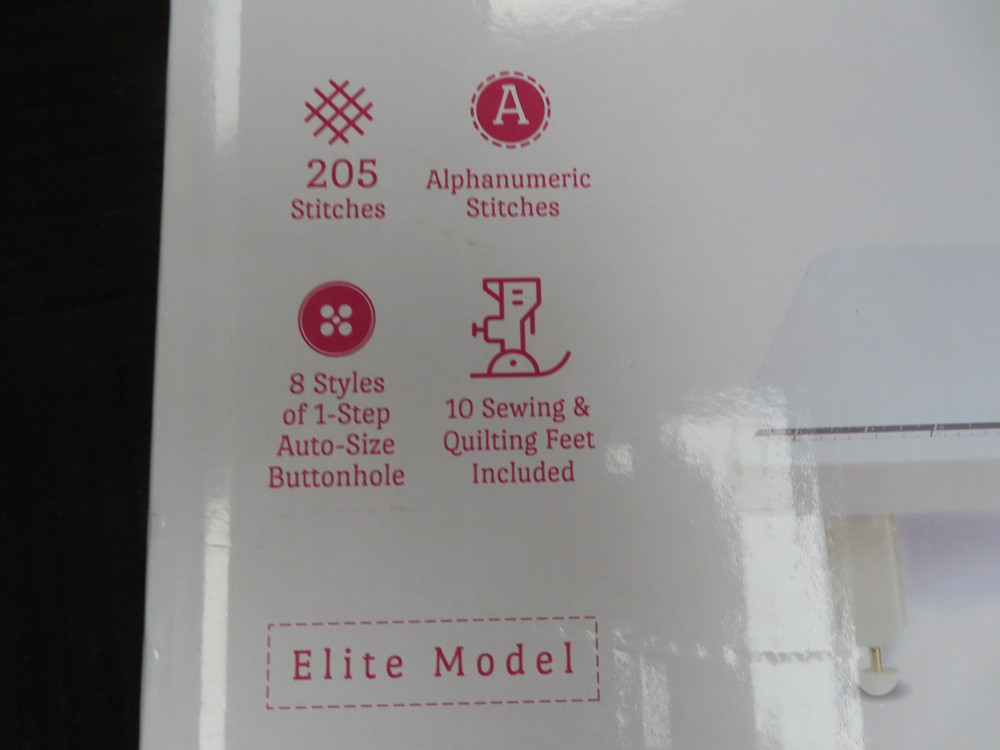 205
Stitches
A
Alphanumeric
Stitches
8 Styles
of 1-Step
Auto-Size
Buttonhole
10 Sewing &
Quilting Feet
Included
Elite Model